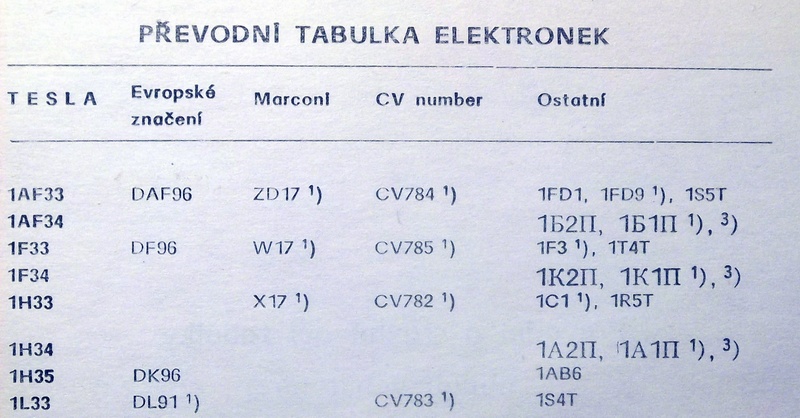 PŘEVODNÍ TABULKA ELEKTRONEK
TESLA Evropské značení Marconi CV number Ostatní
1AF33 DAF96 ZD17 ¹) CV784 ¹) 1FD1, 1FD9 ¹), 1S5T
1AF34 1Б2П, 1Б1П ¹), ³)
1F33 DF96 W17 ¹) CV785 ¹) 1F3 ¹), 1T4T
1F34 1К2П, 1К1П ¹), ³)
1H33 X17 ¹) CV782 ¹) 1C1 ¹), 1R5T
1H34 1А2П, 1А1П ¹), ³)
1H35 DK96 1AB6
1L33 DL91 ¹) CV783 ¹) 1S4T